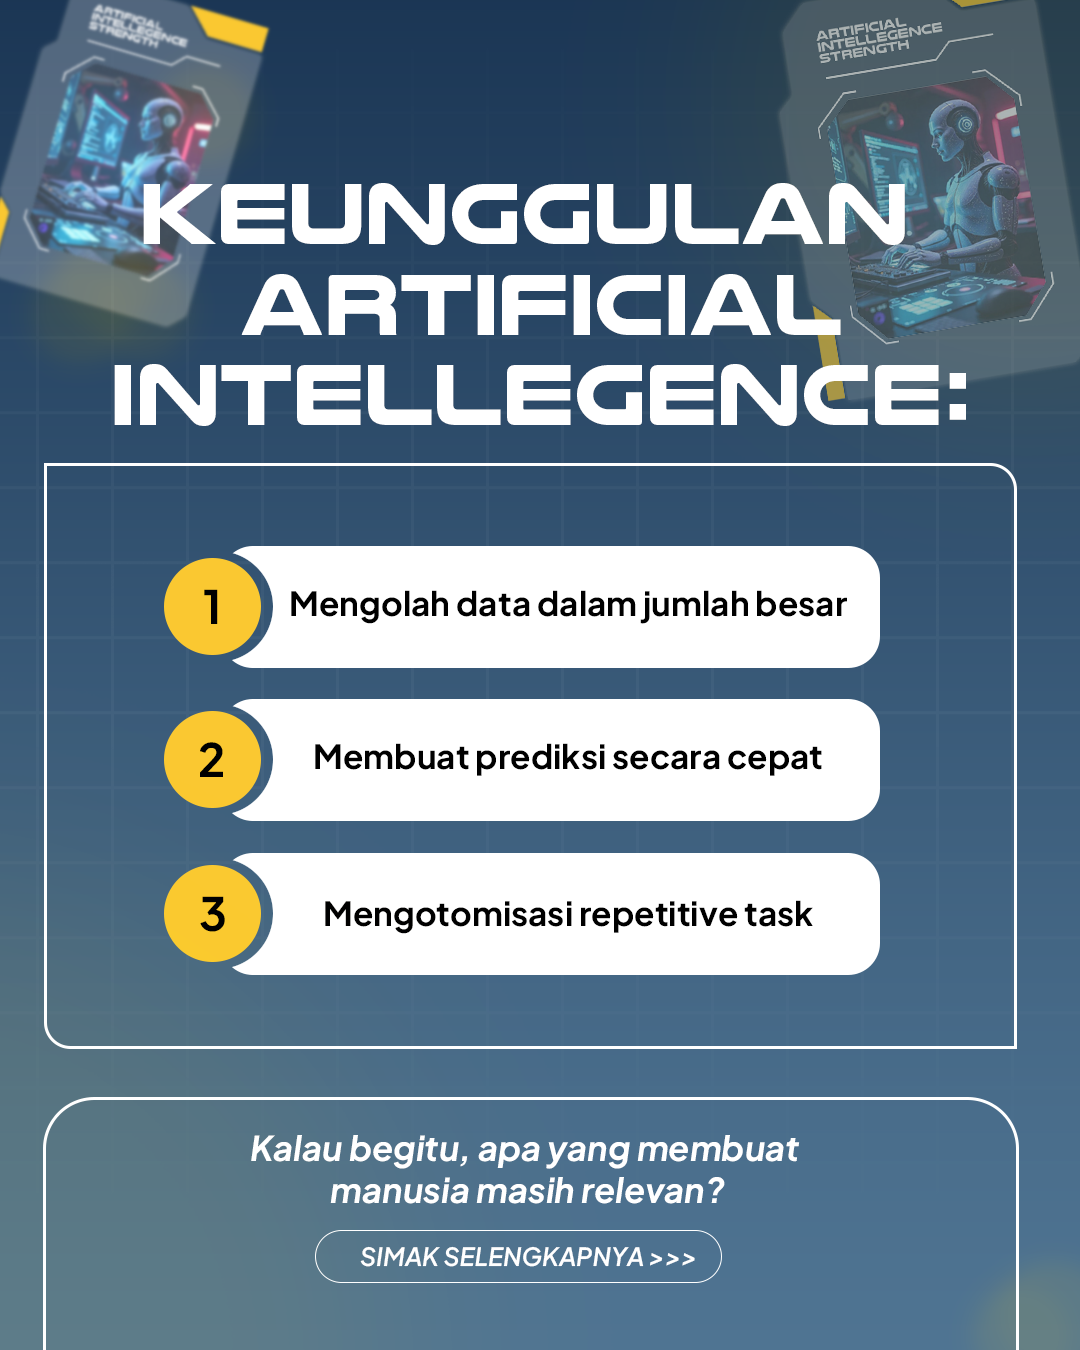 ARTIFICIAL
INTELLEGENCE
STRENGTH
ARTIFICIAL
INTELLEGENCE
STRENGTH
KEUNGGULAN
ARTIFICIAL
INTELLEGENCE:
1 Mengolah data dalam jumlah besar
2 Membuat prediksi secara cepat
3 Mengotomisasi repetitive task
Kalau begitu, apa yang membuat
manusia masih relevan?
SIMAK SELENGKAPNYA >>>